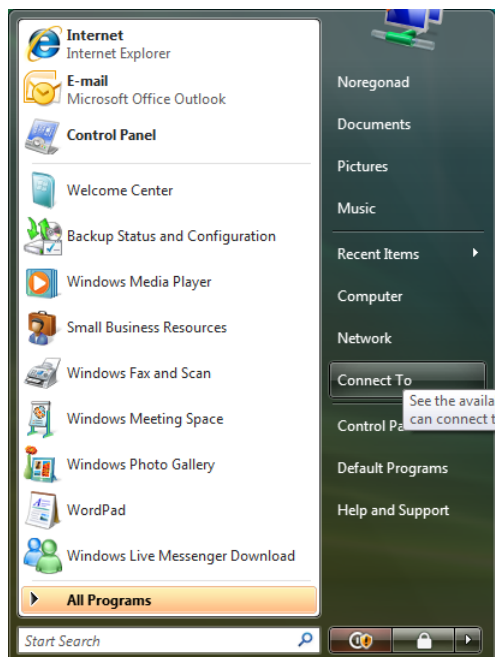 Internet
Internet Explorer
E-mail
Microsoft Office Outlook
Control Panel
Welcome Center
Backup Status and Configuration
Windows Media Player
Small Business Resources
Windows Fax and Scan
Windows Meeting Space
Windows Photo Gallery
WordPad
Windows Live Messenger Download
All Programs
Start Search
Noregonad
Documents
Pictures
Music
Recent Items
Computer
Network
Connect To
See the availa
can connect t
Control Pa
Default Programs
Help and Support